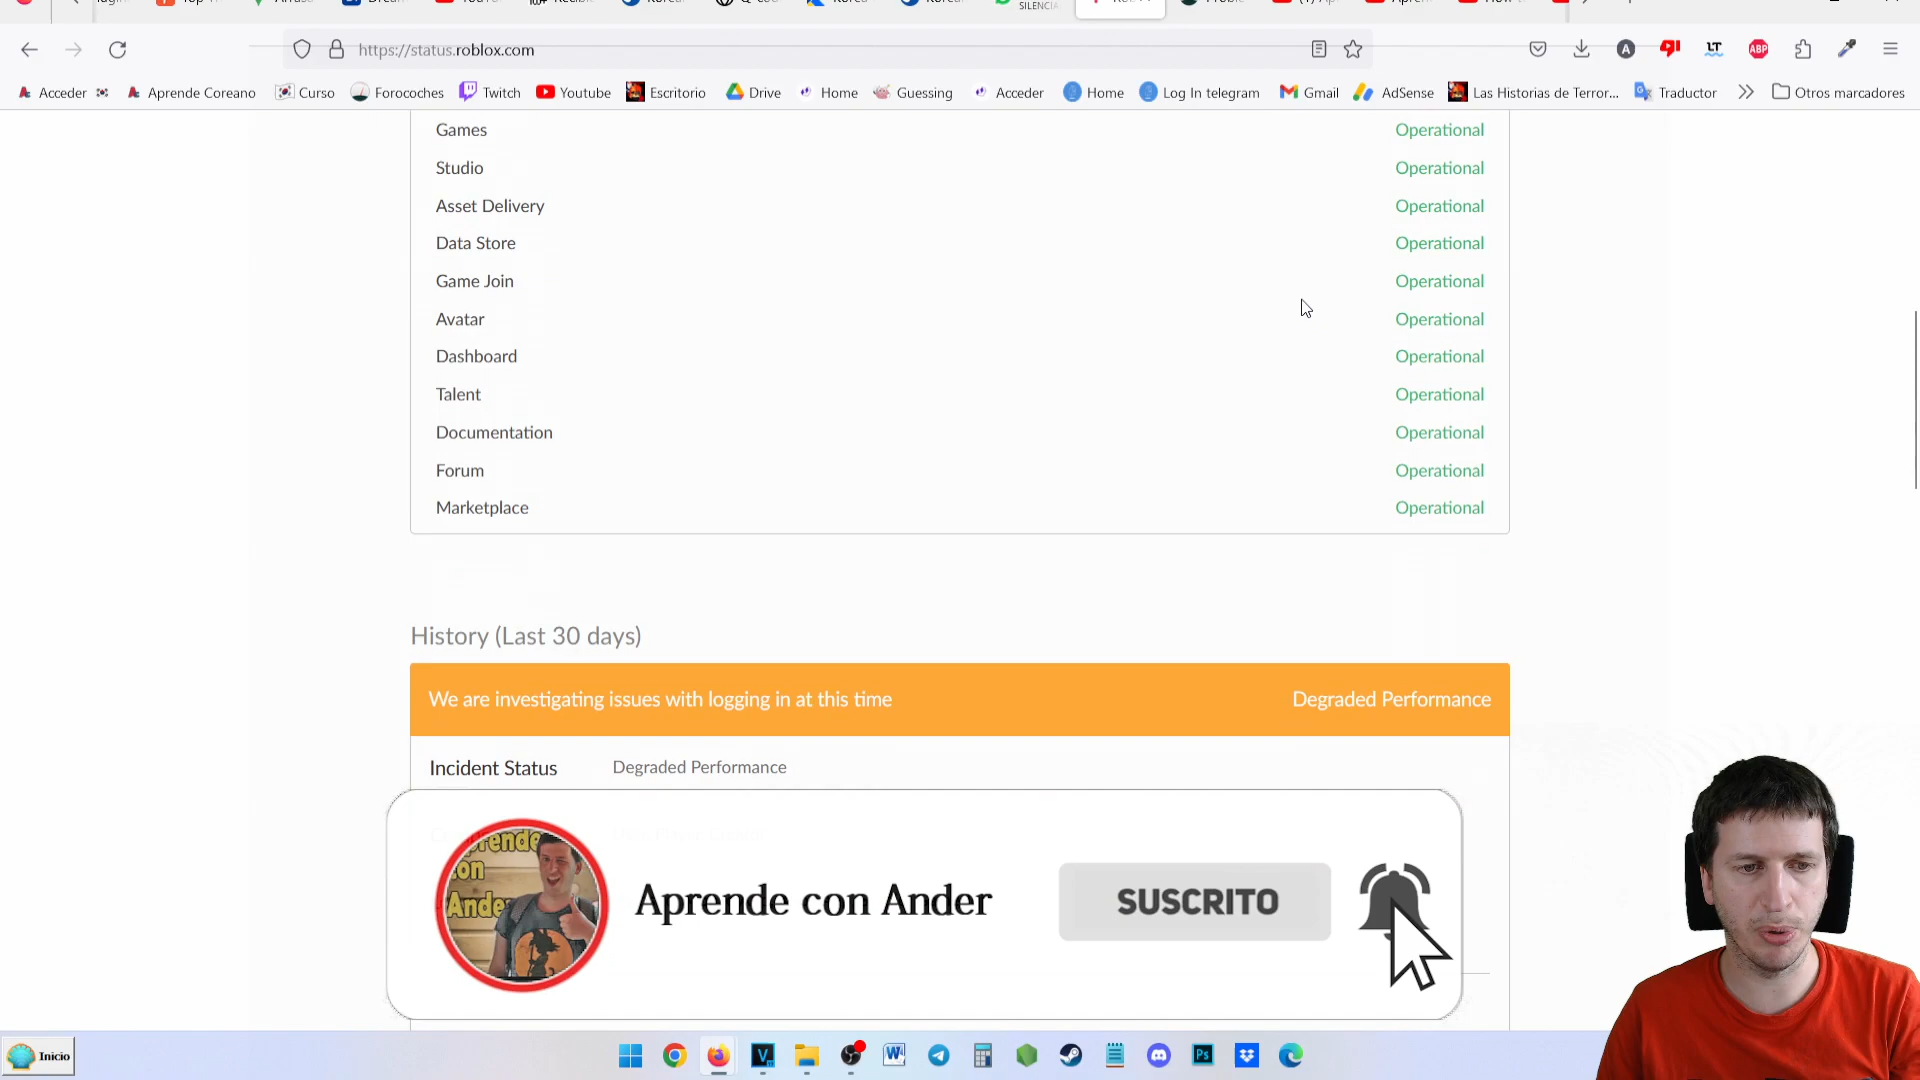 SILENCIA
https://status.roblox.com
Acceder
Aprende Coreano
Curso
Forocoches
Twitch
Youtube
Escritorio
Drive
Home
Guessing
Acceder
Home
Log In telegram
Gmail
AdSense
Las Historias de Terror...
Traductor
Otros marcadores
Games Operational
Studio Operational
Asset Delivery Operational
Data Store Operational
Game Join Operational
Avatar Operational
Dashboard Operational
Talent Operational
Documentation Operational
Forum Operational
Marketplace Operational
History (Last 30 days)
We are investigating issues with logging in at this time Degraded Performance
Incident Status Degraded Performance
Aprende con Ander SUSCRITO
Inicio